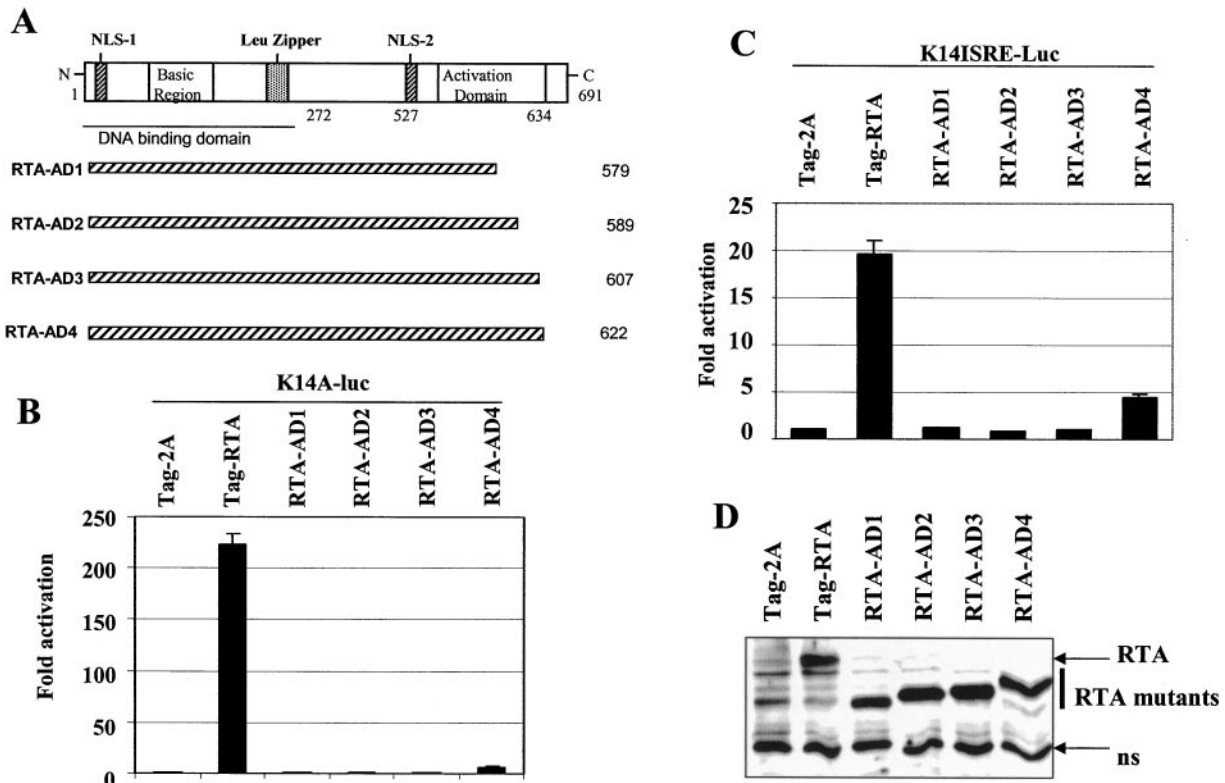 A
NLS-1
Leu Zipper
NLS-2
N
Basic
Region
Activation
Domain
C
1
691
272
527
634
DNA binding domain
RTA-AD1
579
RTA-AD2
589
RTA-AD3
607
RTA-AD4
622
B
K14A-luc
Tag-2A
Tag-RTA
RTA-AD1
RTA-AD2
RTA-AD3
RTA-AD4
Fold activation
250
200
150
100
50
0
C
K14ISRE-Luc
Tag-2A
Tag-RTA
RTA-AD1
RTA-AD2
RTA-AD3
RTA-AD4
Fold activation
25
20
15
10
5
0
D
Tag-2A
Tag-RTA
RTA-AD1
RTA-AD2
RTA-AD3
RTA-AD4
RTA
RTA mutants
ns